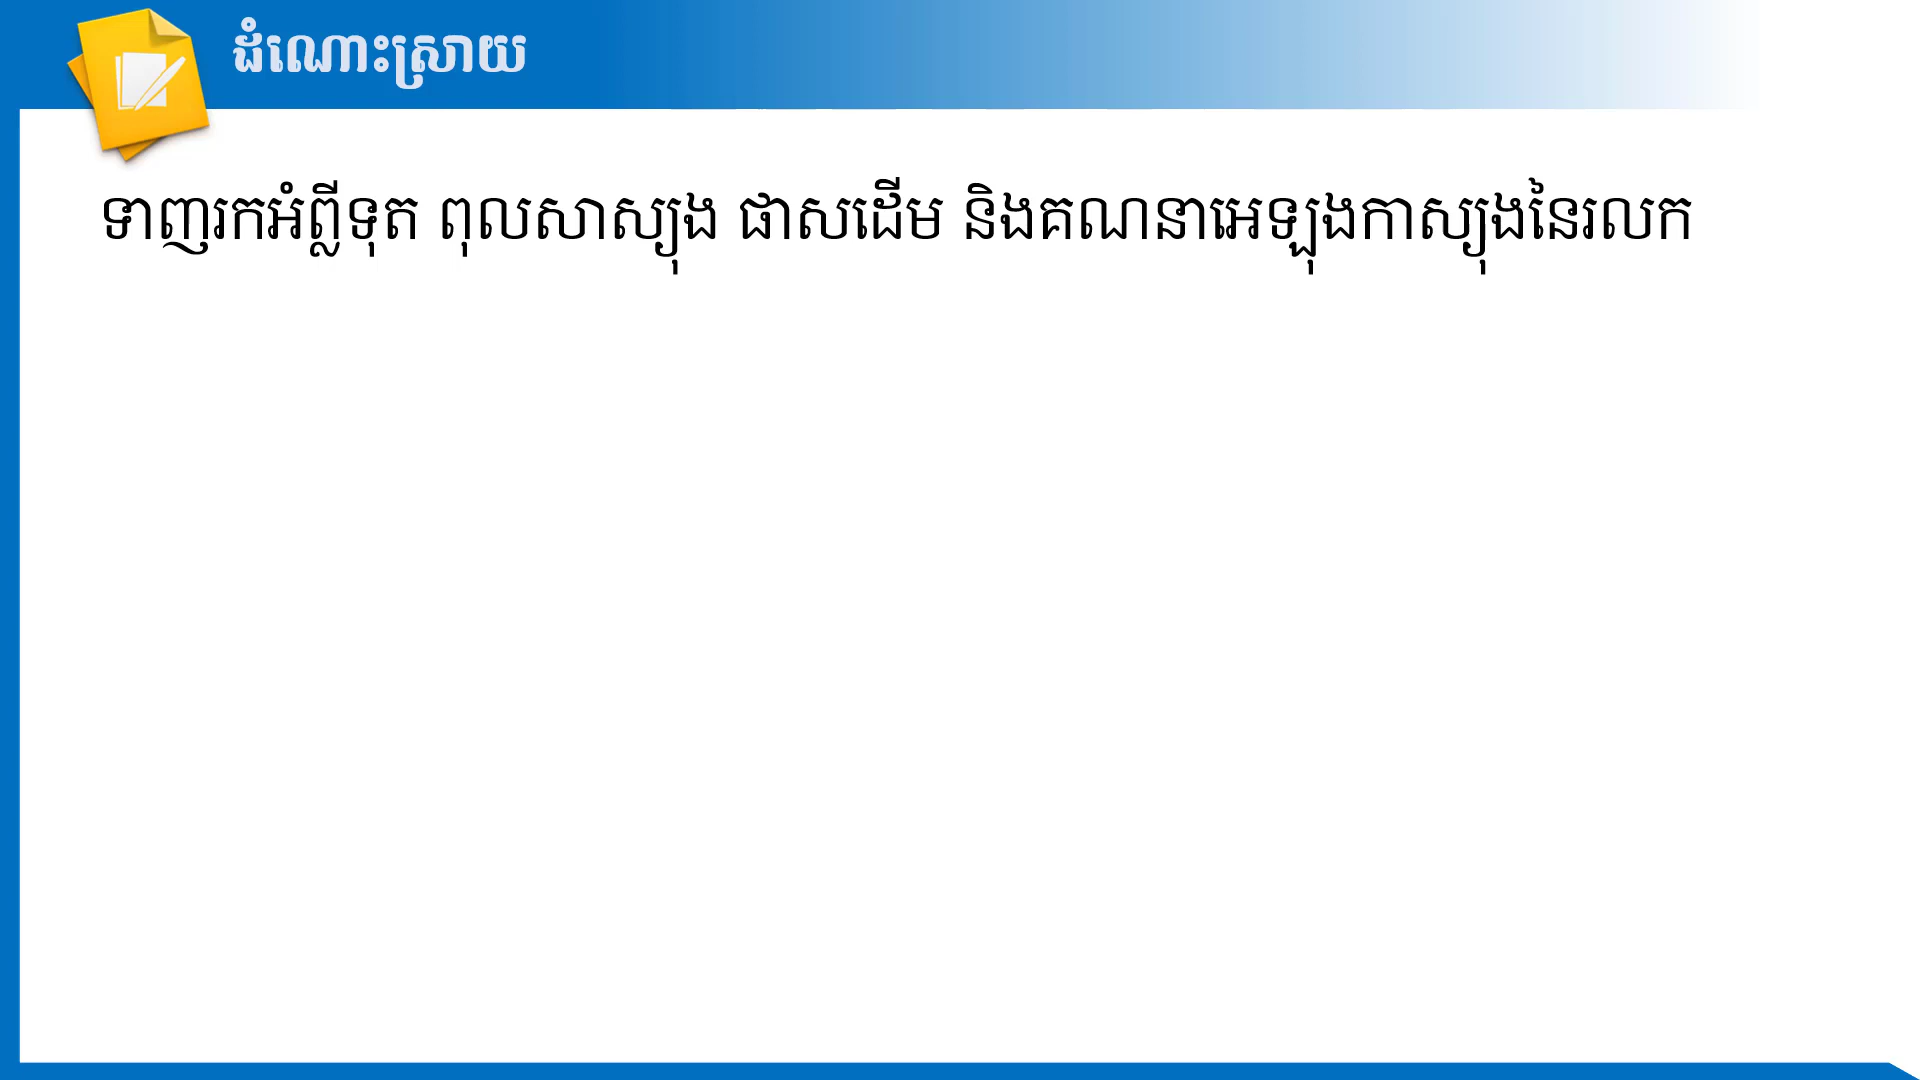 ដំណោះស្រាយ
ទាញរកអំព្លីទុត ពុលសាស្យុង ផាសដើម និងគណនាអេឡុងកាស្យុងនៃរលក